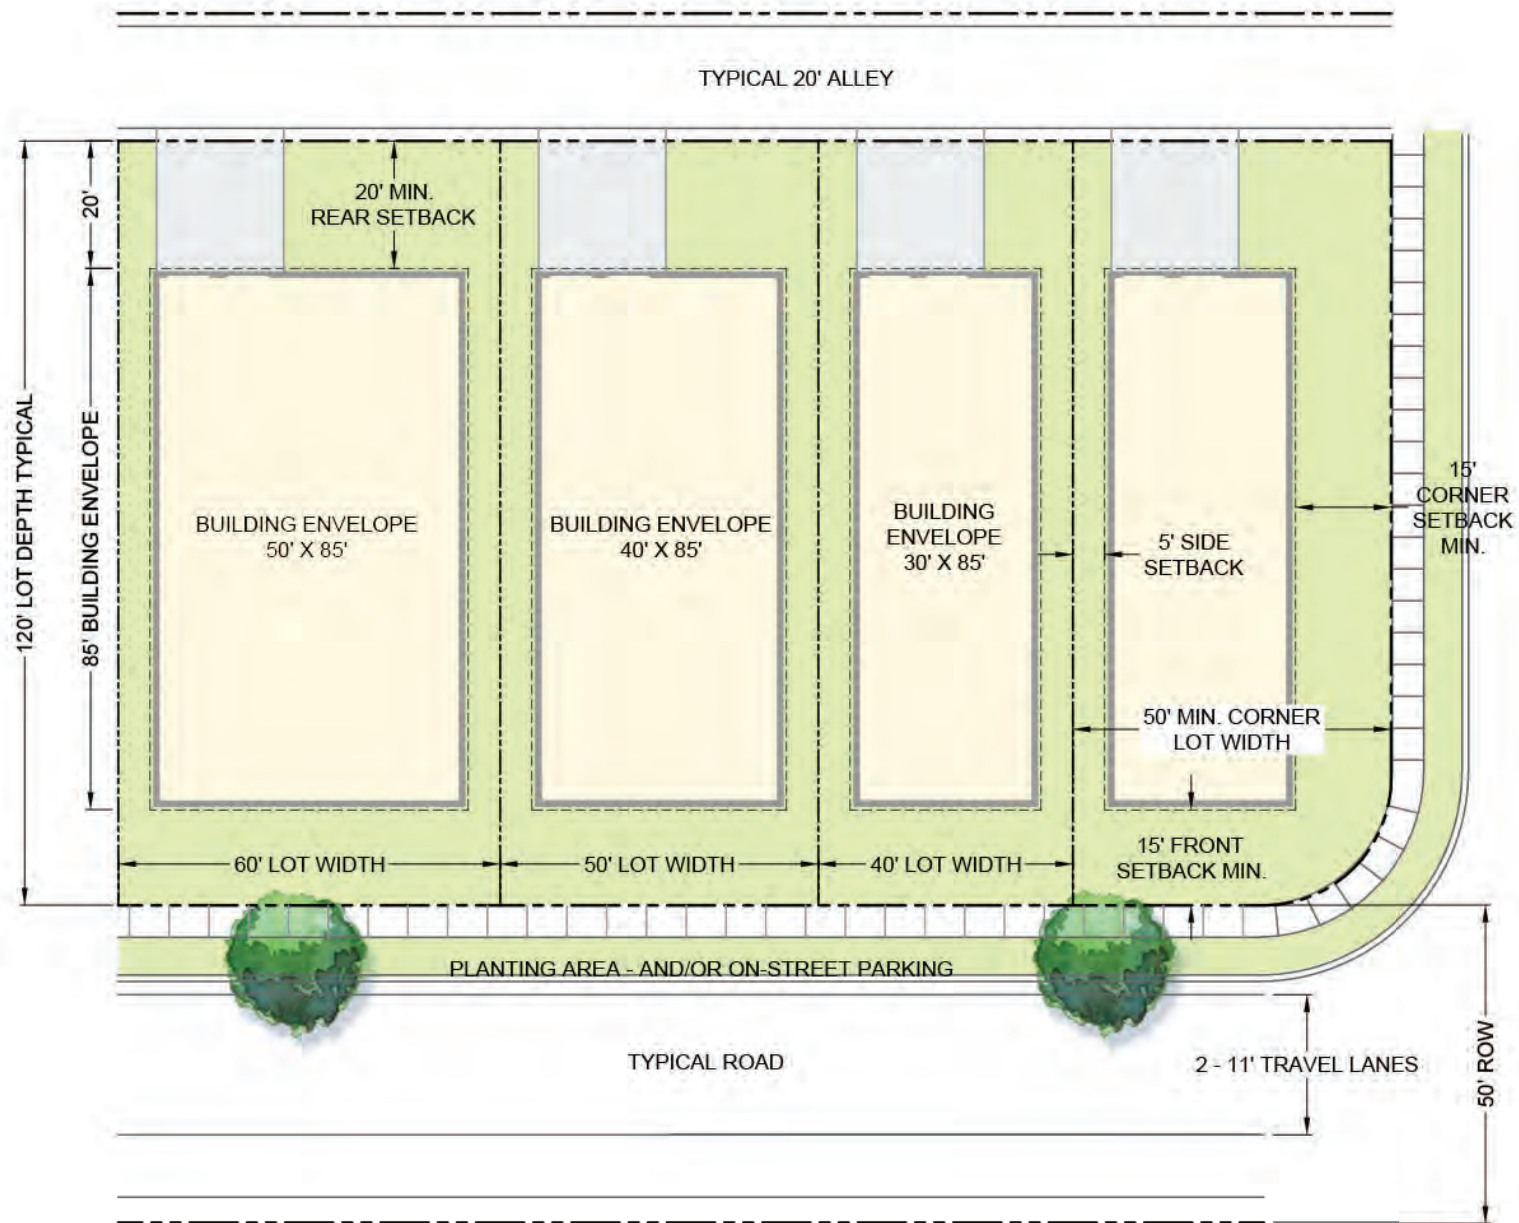 TYPICAL 20' ALLEY
20'
20' MIN.
REAR SETBACK
120' LOT DEPTH TYPICAL
85' BUILDING ENVELOPE
BUILDING ENVELOPE
50' X 85'
BUILDING ENVELOPE
40' X 85'
BUILDING
ENVELOPE
30' X 85'
5' SIDE
SETBACK
15'
CORNER
SETBACK
MIN.
50' MIN. CORNER
LOT WIDTH
60' LOT WIDTH
50' LOT WIDTH
40' LOT WIDTH
15' FRONT
SETBACK MIN.
PLANTING AREA - AND/OR ON-STREET PARKING
TYPICAL ROAD
2 - 11' TRAVEL LANES
50' ROW